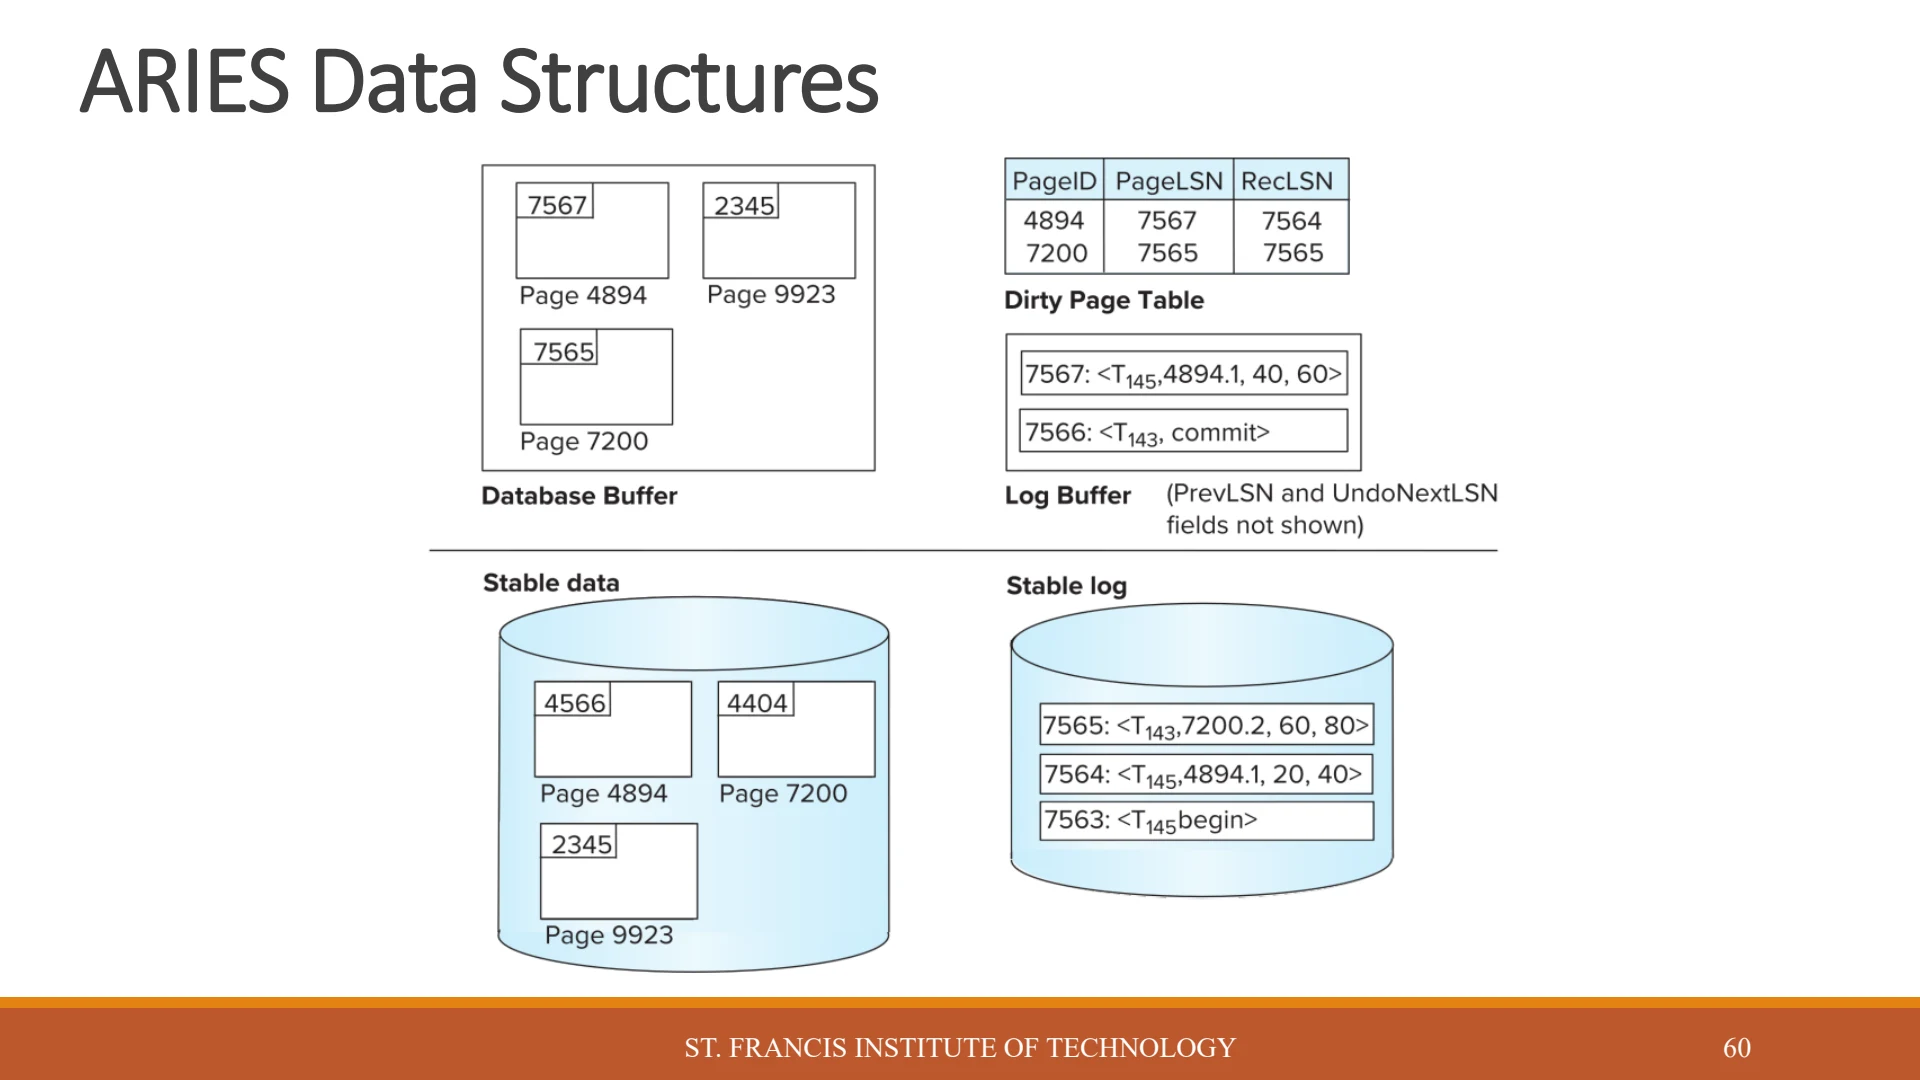 ARIES Data Structures
7567
Page 4894
2345
Page 9923
7565
Page 7200
Database Buffer
PageID PageLSN RecLSN
4894 7567 7564
7200 7565 7565
Dirty Page Table
7567: <T145,4894.1, 40, 60>
7566: <T143, commit>
Log Buffer (PrevLSN and UndoNextLSN
fields not shown)
Stable data
4566
Page 4894
4404
Page 7200
2345
Page 9923
Stable log
7565: <T143,7200.2, 60, 80>
7564: <T145,4894.1, 20, 40>
7563: <T145begin>
ST. FRANCIS INSTITUTE OF TECHNOLOGY
60